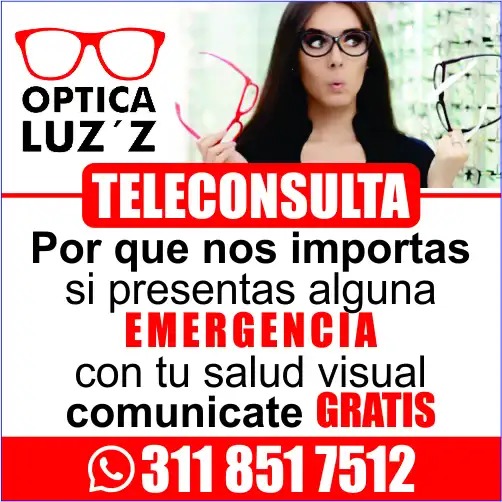 OPTICA
LUZ´Z
TELECONSULTA
Por que nos importas
si presentas alguna
EMERGENCIA
con tu salud visual
comunicate GRATIS
311 851 7512